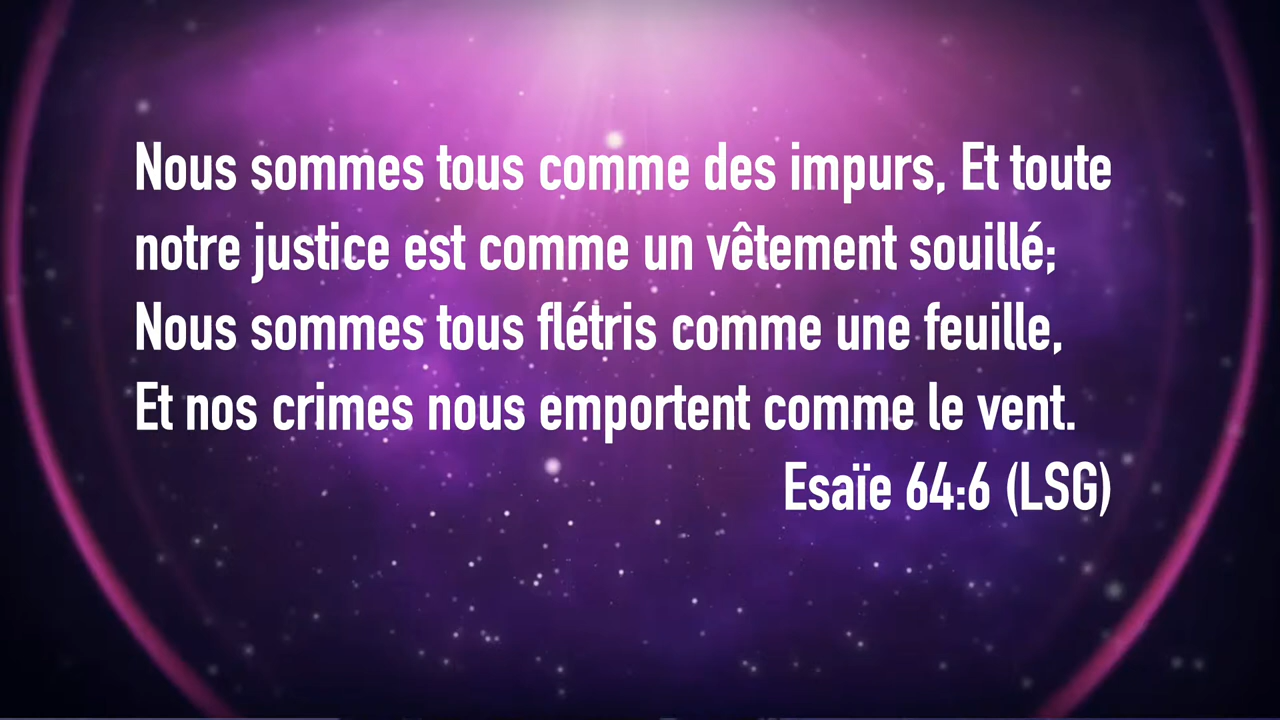 Nous sommes tous comme des impurs, Et toute
notre justice est comme un vêtement souillé;
Nous sommes tous flétris comme une feuille,
Et nos crimes nous emportent comme le vent.
Esaïe 64:6 (LSG)